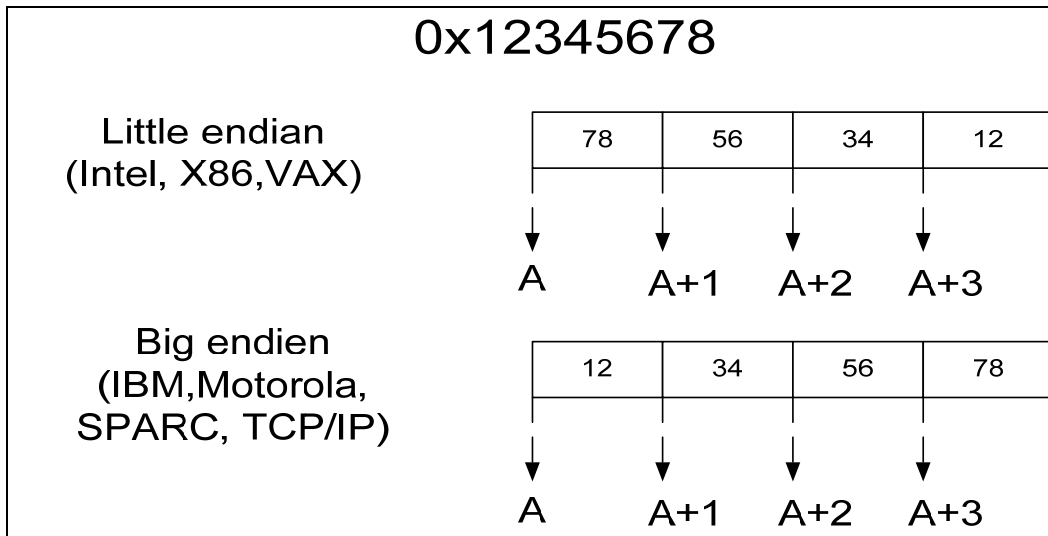 0x12345678
Little endian
(Intel, X86,VAX)
78 56 34 12
A A+1 A+2 A+3
Big endien
(IBM,Motorola,
SPARC, TCP/IP)
12 34 56 78
A A+1 A+2 A+3